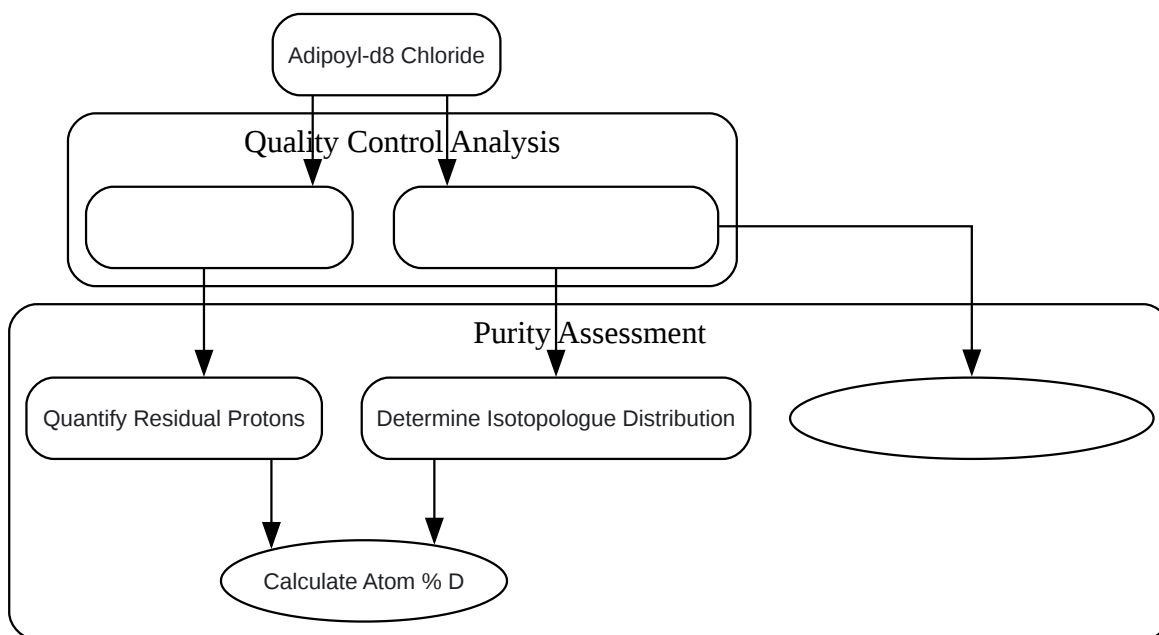 Adipoyl-d8 Chloride
Quality Control Analysis
Purity Assessment
Quantify Residual Protons
Determine Isotopologue Distribution
Calculate Atom % D